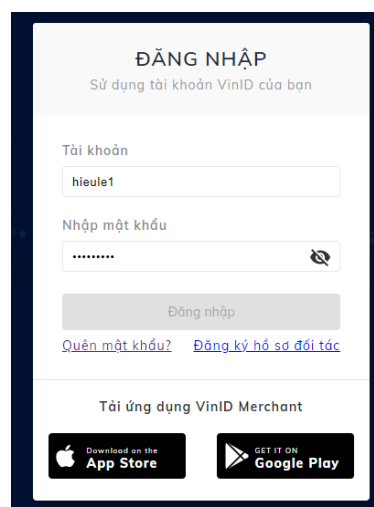 ĐĂNG NHẬP
Sử dụng tài khoản VinID của bạn
Tài khoản
hieule1
Nhập mật khẩu
•••••••••
Đăng nhập
Quên mật khẩu? Đăng ký hồ sơ đối tác
Tải ứng dụng VinID Merchant
Download on the
App Store
GET IT ON
Google Play